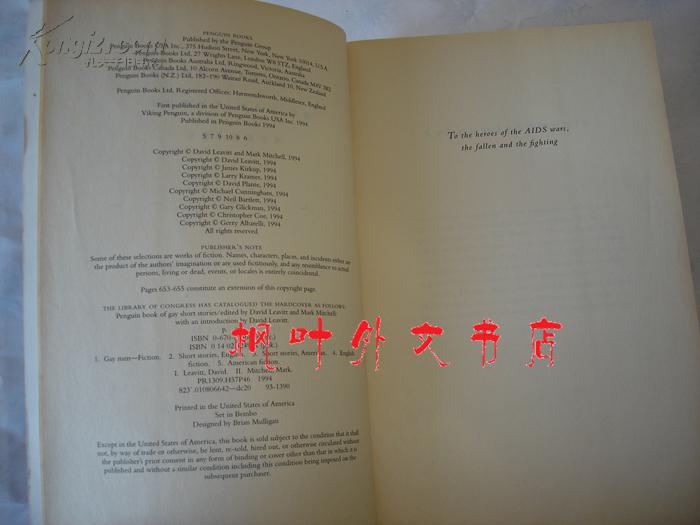 PENGUIN BOOKS
Published by the Penguin Group
Penguin Books USA Inc., 375 Hudson Street, New York, New York 10014, U.S.A.
Penguin Books Ltd, 27 Wrights Lane, London W8 5TZ, England
Penguin Books Australia Ltd, Ringwood, Victoria, Australia
Penguin Books Canada Ltd, 10 Alcorn Avenue, Toronto, Ontario, Canada M4V 3B2
Penguin Books (N.Z.) Ltd, 182–190 Wairau Road, Auckland 10, New Zealand
Penguin Books Ltd, Registered Offices: Harmondsworth, Middlesex, England
First published in the United States of America by
Viking Penguin, a division of Penguin Books USA Inc. 1994
Published in Penguin Books 1994
5 7 9 10 8 6
Copyright © David Leavitt and Mark Mitchell, 1994
Copyright © David Leavitt, 1994
Copyright © James Kirkup, 1994
Copyright © Larry Kramer, 1994
Copyright © David Plante, 1994
Copyright © Michael Cunningham, 1994
Copyright © Neil Bartlett, 1994
Copyright © Gary Glickman, 1994
Copyright © Christopher Coe, 1994
Copyright © Gerry Albarelli, 1994
All rights reserved
PUBLISHER'S NOTE
Some of these selections are works of fiction. Names, characters, places, and incidents either are
the product of the authors' imagination or are used fictitiously, and any resemblance to actual
persons, living or dead, events, or locales is entirely coincidental.
Pages 653–655 constitute an extension of this copyright page.
THE LIBRARY OF CONGRESS HAS CATALOGUED THE HARDCOVER AS FOLLOWS:
Penguin book of gay short stories/edited by David Leavitt and Mark Mitchell:
with an introduction by David Leavitt.
ISBN 0-670-
ISBN 0 14 02
1. Gay men—Fiction. 2. Short stories, English. 3. Short stories, American. 4. English
fiction. 5. American fiction.
I. Leavitt, David. II. Mitchell, Mark.
PR1309.H57P46 1994
823'.010806642—dc20 93-1390
Printed in the United States of America
Set in Bembo
Designed by Brian Mulligan
Except in the United States of America, this book is sold subject to the condition that it shall
not, by way of trade or otherwise, be lent, re-sold, hired out, or otherwise circulated without
the publisher's prior consent in any form of binding or cover other than that in which it is
published and without a similar condition including this condition being imposed on the
subsequent purchaser.
To the heroes of the AIDS wars,
the fallen and the fighting
枫叶外文书店